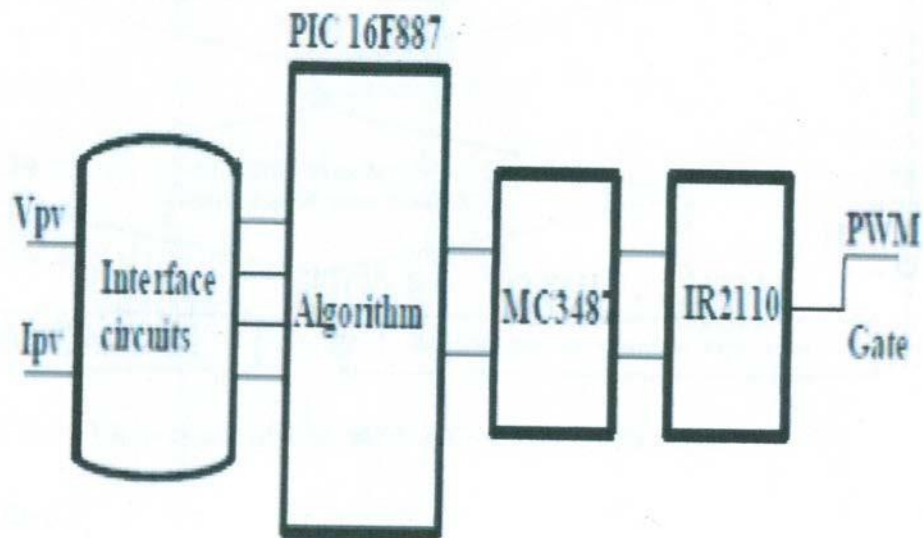 PIC 16F887
Vpv
Ipv
Interface
circuits
Algorithm
MC3487
IR2110
PWM
Gate